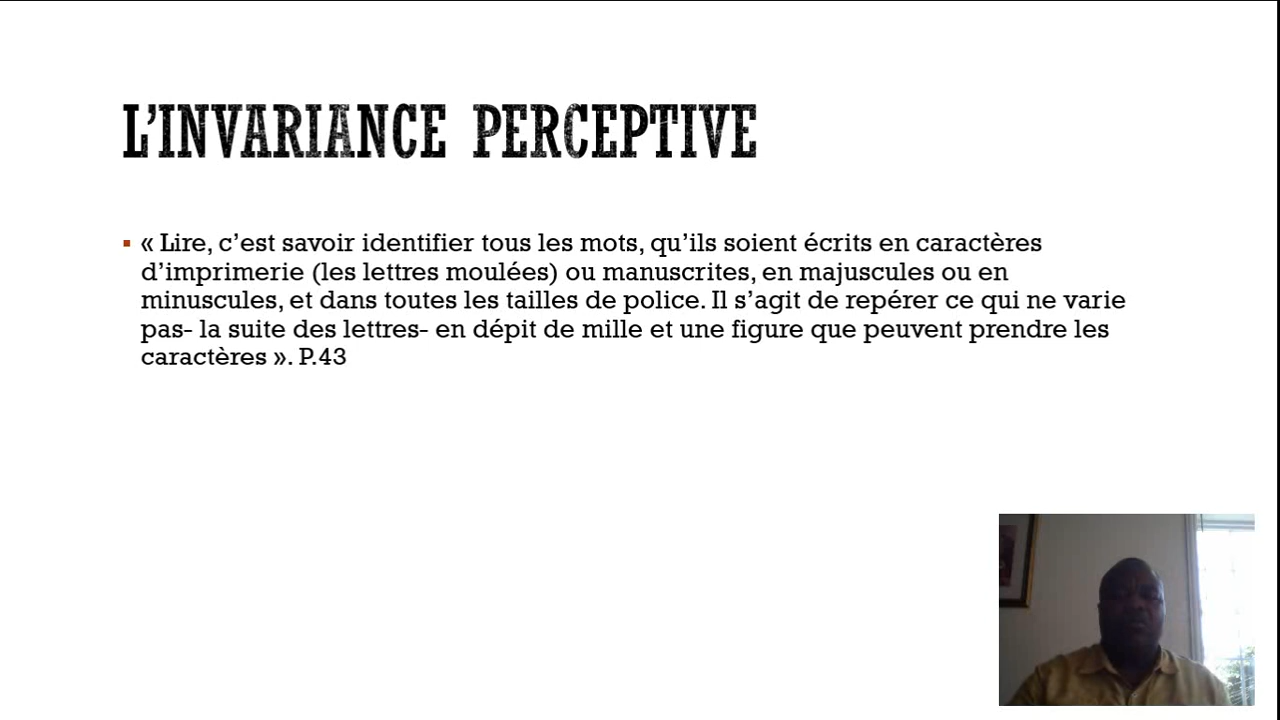 L'INVARIANCE PERCEPTIVE
« Lire, c'est savoir identifier tous les mots, qu'ils soient écrits en caractères
d'imprimerie (les lettres moulées) ou manuscrites, en majuscules ou en
minuscules, et dans toutes les tailles de police. Il s'agit de repérer ce qui ne varie
pas- la suite des lettres- en dépit de mille et une figure que peuvent prendre les
caractères ». P.43